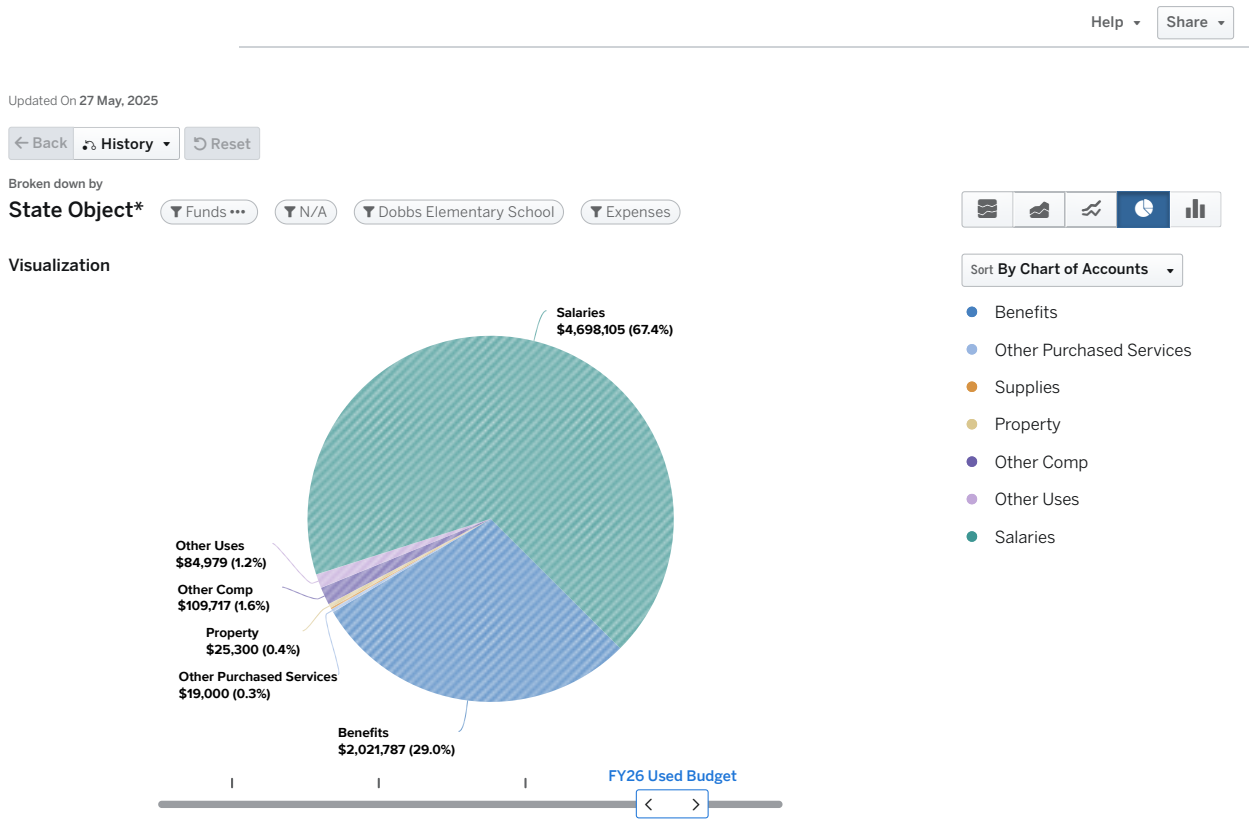 Help
Share
Updated On 27 May, 2025
Back
History
Reset
Broken down by
State Object*
Funds •••
N/A
Dobbs Elementary School
Expenses
Visualization
Sort By Chart of Accounts
Benefits
Other Purchased Services
Supplies
Property
Other Comp
Other Uses
Salaries
Salaries
$4,698,105 (67.4%)
Other Uses
$84,979 (1.2%)
Other Comp
$109,717 (1.6%)
Property
$25,300 (0.4%)
Other Purchased Services
$19,000 (0.3%)
Benefits
$2,021,787 (29.0%)
FY26 Used Budget